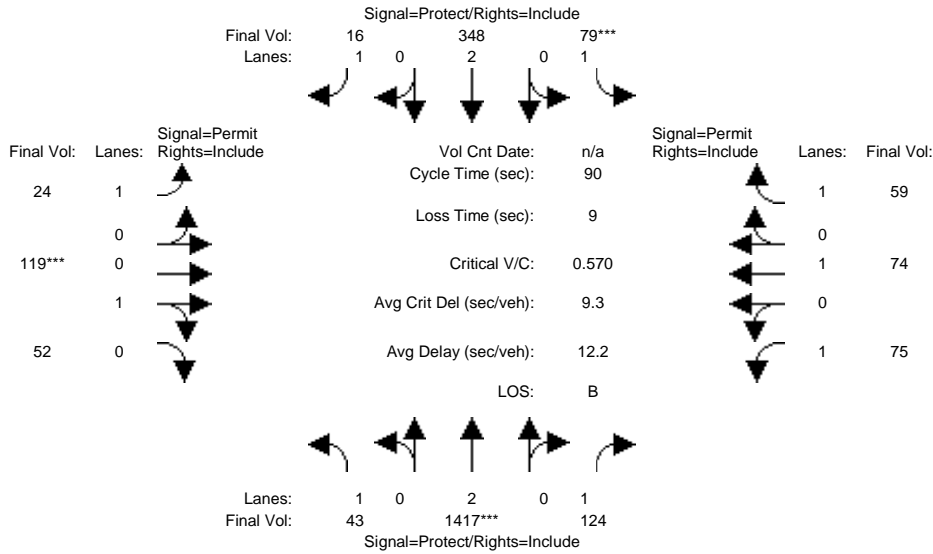 Signal=Protect/Rights=Include
Final Vol: 16 348 79***
Lanes: 1 0 2 0 1
Signal=Permit
Final Vol: Lanes: Rights=Include
Vol Cnt Date: n/a
Signal=Permit
Rights=Include Lanes: Final Vol:
Cycle Time (sec): 90
24 1
1 59
Loss Time (sec): 9
0
0
119*** 0
Critical V/C: 0.570
1 74
1
Avg Crit Del (sec/veh): 9.3
0
52 0
Avg Delay (sec/veh): 12.2
1 75
LOS: B
Lanes: 1 0 2 0 1
Final Vol: 43 1417*** 124
Signal=Protect/Rights=Include